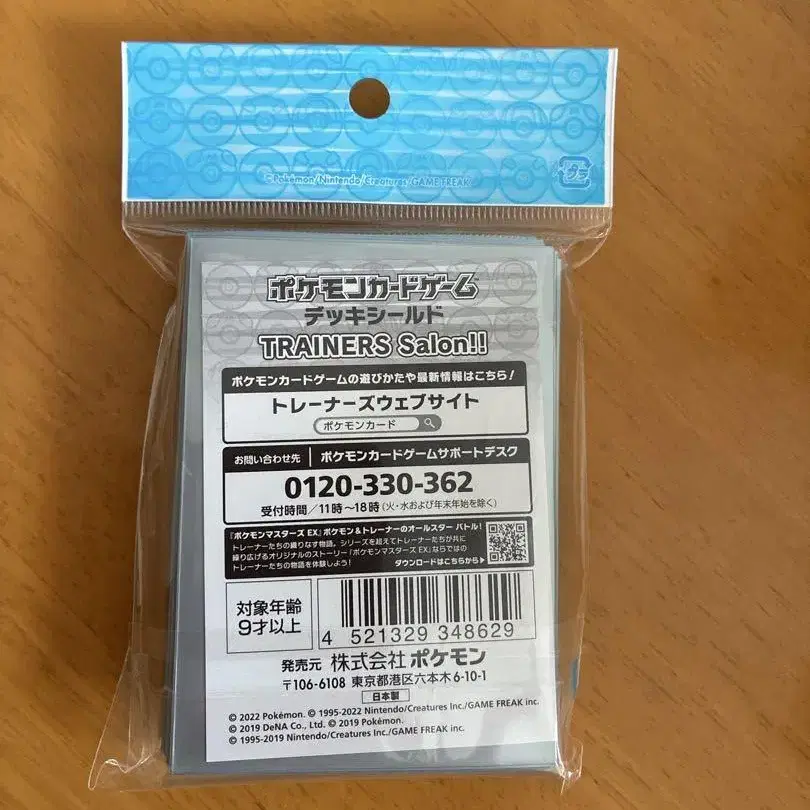 ©Pokémon/Nintendo/Creatures/GAME FREAK
プラ
ポケモンカードゲーム
デッキシールド
TRAINERS Salon!!
ポケモンカードゲームの遊びかたや最新情報はこちら!
トレーナーズウェブサイト
ポケモンカード
お問い合わせ先 ポケモンカードゲームサポートデスク
0120-330-362
受付時間/11時~18時(火・水および年末年始を除く)
『ポケモンマスターズ EX』ポケモン&トレーナーのオールスター バトル!
トレーナーたちの織りなす物語。シリーズを超えてトレーナーたちが共に
繰り広げるオリジナルのストーリー『ポケモンマスターズ EX』ならではの
トレーナーたちの物語を体験しよう!
ダウンロードはこちらから▶
対象年齢
9才以上
4 521329 348629
発売元 株式会社 ポケモン
〒106-6108 東京都港区六本木6-10-1
日本製
© 2022 Pokémon. © 1995-2022 Nintendo/Creatures Inc./GAME FREAK inc.
© 2019 DeNA Co., Ltd. © 2019 Pokémon.
© 1995-2019 Nintendo/Creatures Inc./GAME FREAK inc.